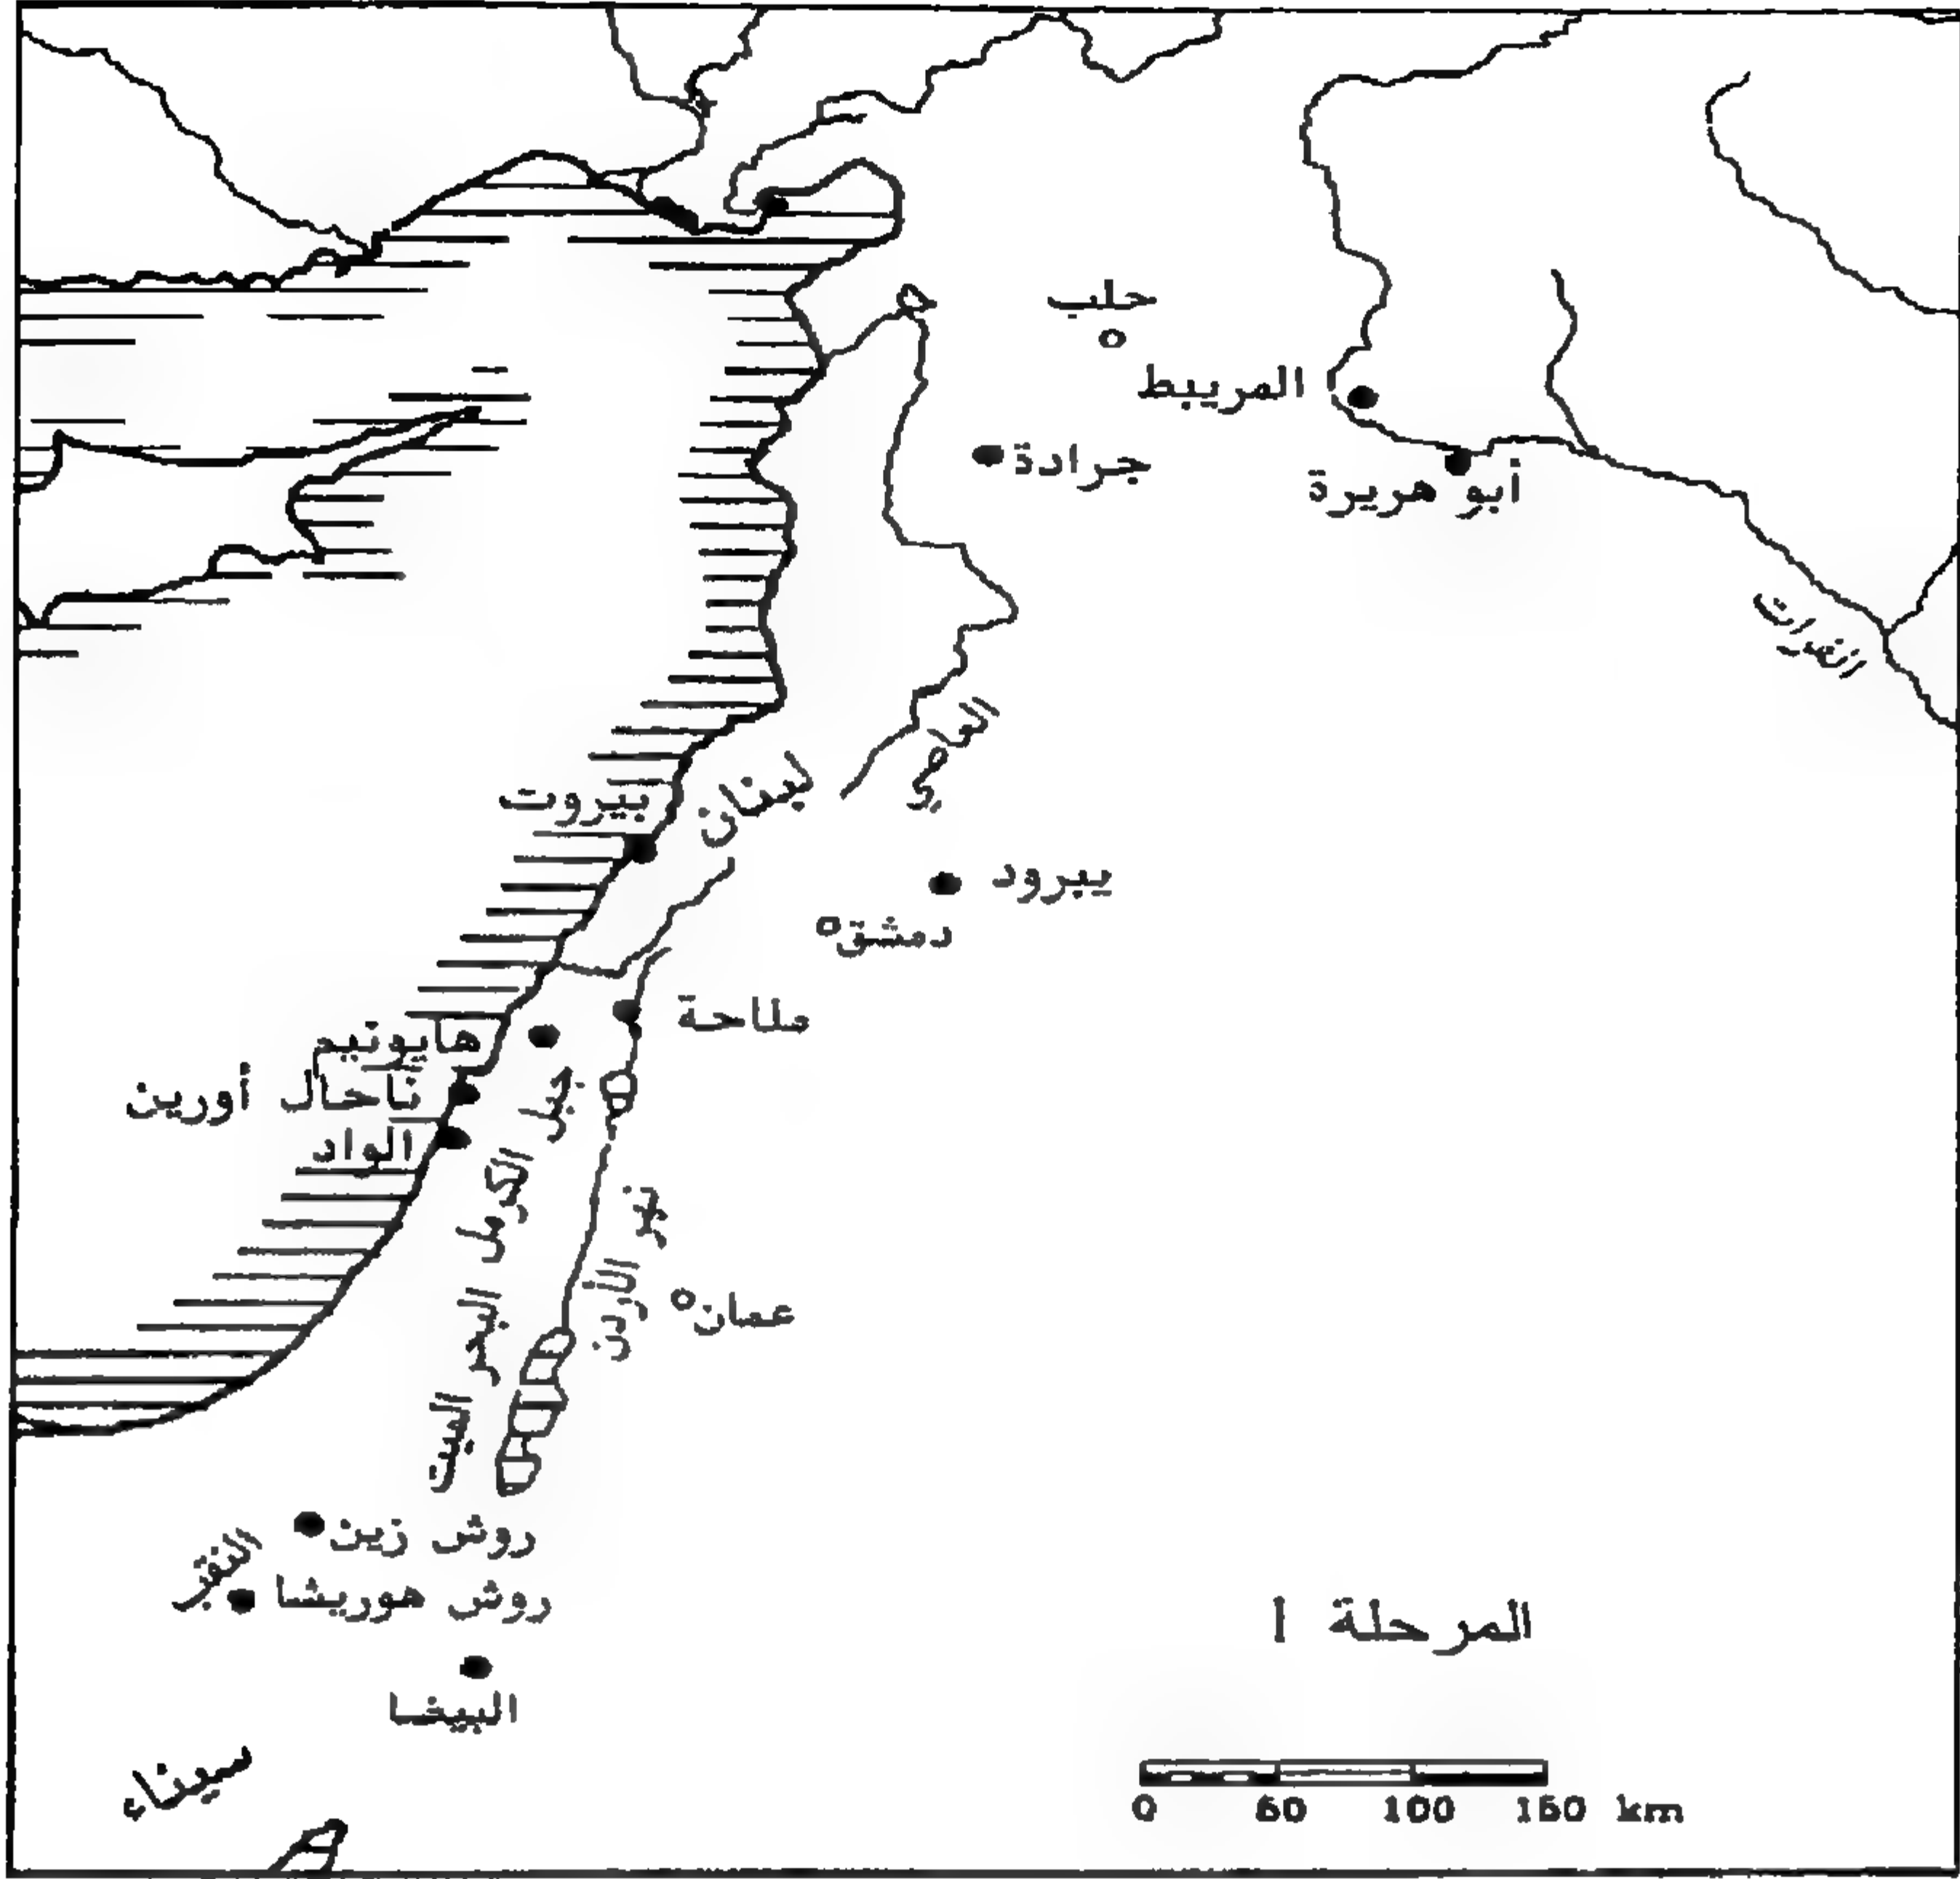 حلب
المريبط
جرادة
أبو هريرة
الفرات
العاصي
لبنان
بيروت
يبرود
دمشق
ملاحة
هايونيم
ناحال أورين
الواد
جبل
الكرمل
نهر
الأردن
عمان
البحر
الميت
روش زين
النقب
روش هوريشا
المرحلة I
البيضا
سيناء
0 50 100 150 km